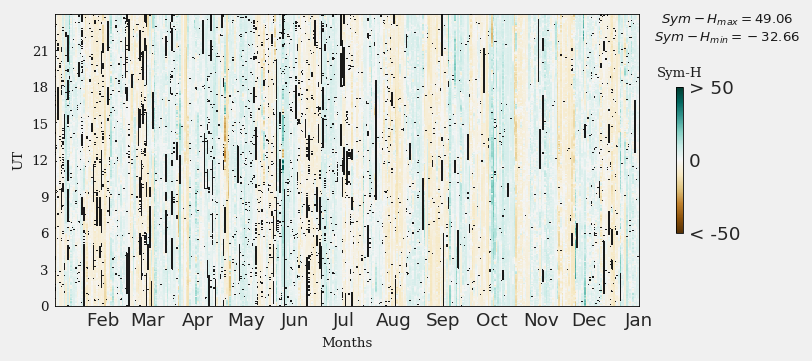 Sym − H_max = 49.06
Sym − H_min = −32.66
Sym-H
> 50
0
< -50
UT
21
18
15
12
9
6
3
0
Feb Mar Apr May Jun Jul Aug Sep Oct Nov Dec Jan
Months